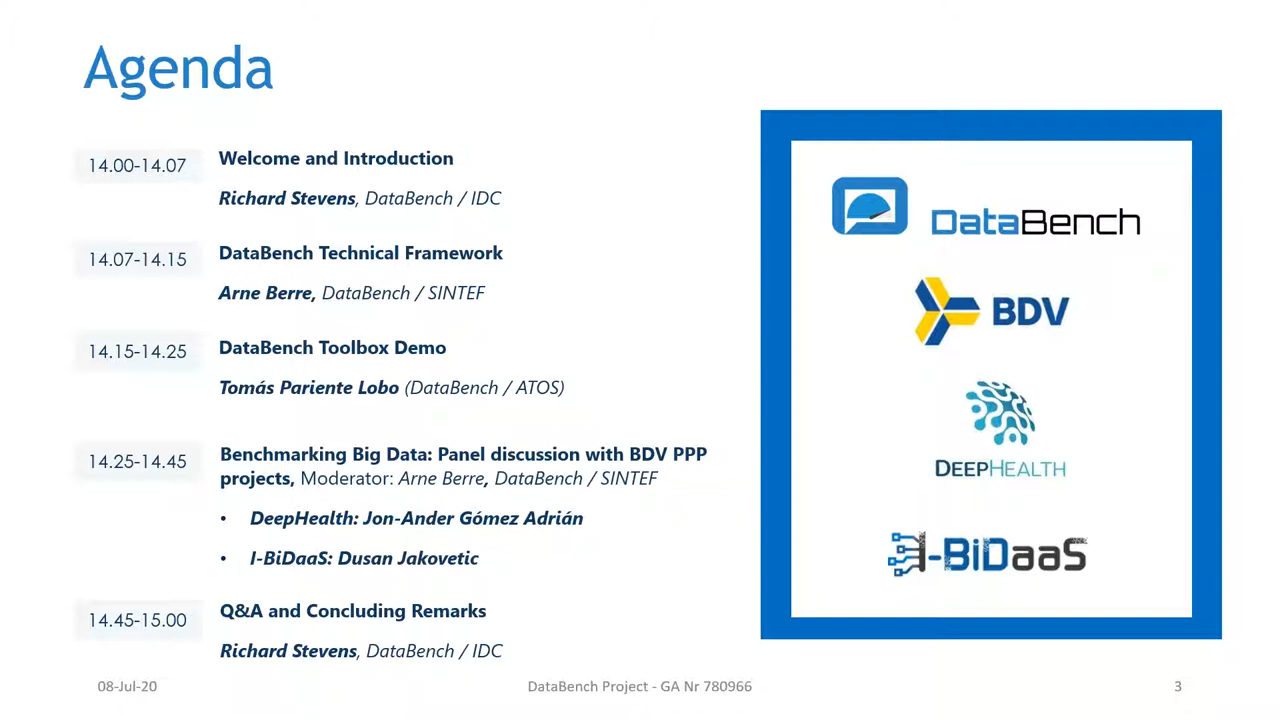 Agenda
14.00-14.07
Welcome and Introduction
Richard Stevens, DataBench / IDC
14.07-14.15
DataBench Technical Framework
Arne Berre, DataBench / SINTEF
14.15-14.25
DataBench Toolbox Demo
Tomás Pariente Lobo (DataBench / ATOS)
14.25-14.45
Benchmarking Big Data: Panel discussion with BDV PPP
projects, Moderator: Arne Berre, DataBench / SINTEF
• DeepHealth: Jon-Ander Gómez Adrián
• I-BiDaaS: Dusan Jakovetic
14.45-15.00
Q&A and Concluding Remarks
Richard Stevens, DataBench / IDC
DataBench
BDV
DEEPHEALTH
I-BiDaaS
08-Jul-20
DataBench Project - GA Nr 780966
3